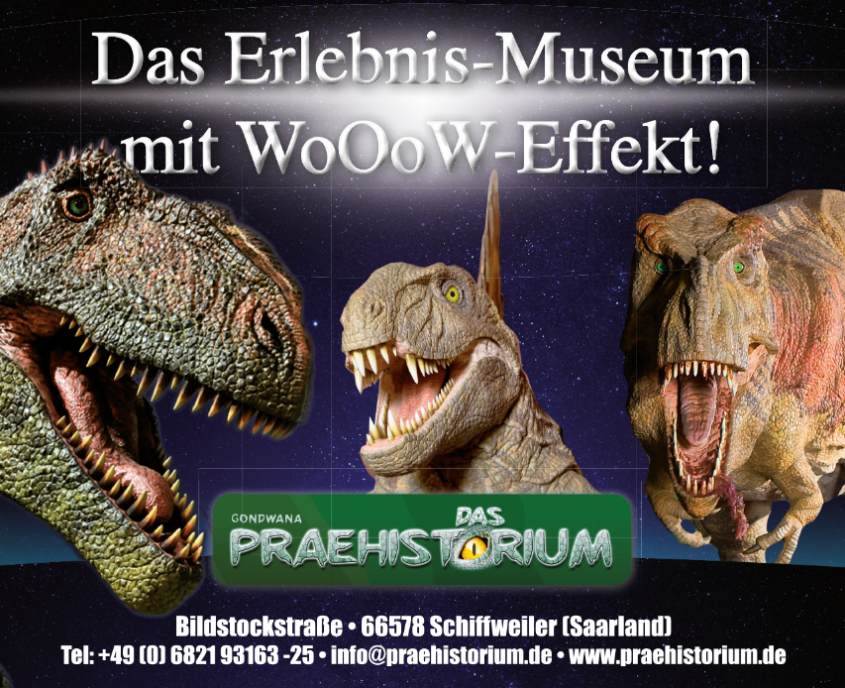 Das Erlebnis-Museum
mit WoOoW-Effekt!
GONDWANA
DAS
PRAEHISTORIUM
Bildstockstraße • 66578 Schiffweiler (Saarland)
Tel: +49 (0) 6821 93163 -25 • info@praehistorium.de • www.praehistorium.de